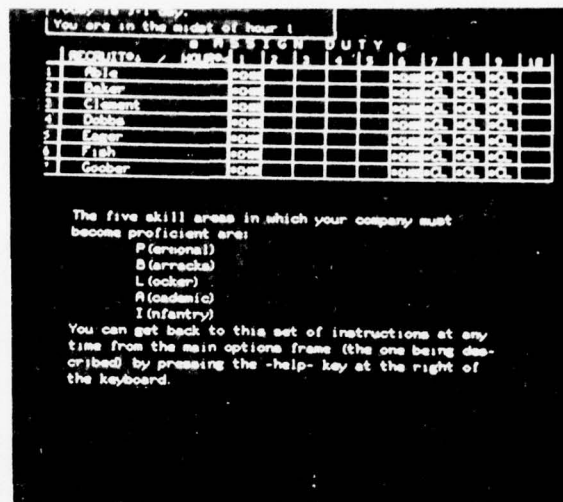 You are in the midst of hour 1
ASSIGN DUTY
RECRUIT / HOUR 1 2 3 4 5 6 7 8 9 10
1 Able
2 Baker
3 Clement
4 Dobbs
5 Eager
6 Fish
7 Goober
The five skill areas in which your company must
become proficient are:
P(ersonal)
B(arracks)
L(ocker)
A(cademic)
I(nfantry)
You can get back to this set of instructions at any
time from the main options frame (the one being des-
cribed) by pressing the -help- key at the right of
the keyboard.